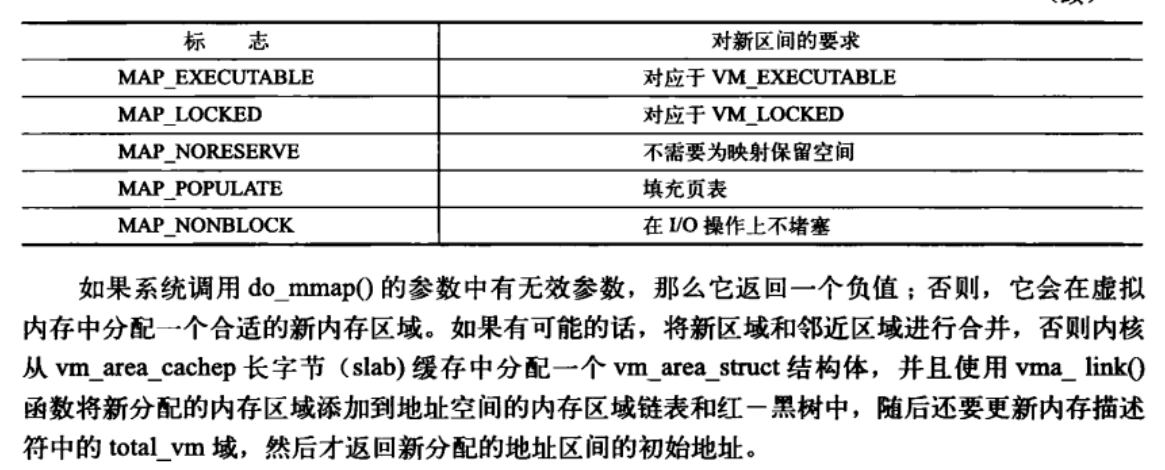 标 志 对新区间的要求
MAP_EXECUTABLE 对应于 VM_EXECUTABLE
MAP_LOCKED 对应于 VM_LOCKED
MAP_NORESERVE 不需要为映射保留空间
MAP_POPULATE 填充页表
MAP_NONBLOCK 在 I/O 操作上不堵塞
如果系统调用 do_mmap() 的参数中有无效参数，那么它返回一个负值；否则，它会在虚拟
内存中分配一个合适的新内存区域。如果有可能的话，将新区域和邻近区域进行合并，否则内核
从 vm_area_cachep 长字节（slab) 缓存中分配一个 vm_area_struct 结构体，并且使用 vma_ link()
函数将新分配的内存区域添加到地址空间的内存区域链表和红－黑树中，随后还要更新内存描述
符中的 total_vm 域，然后才返回新分配的地址区间的初始地址。